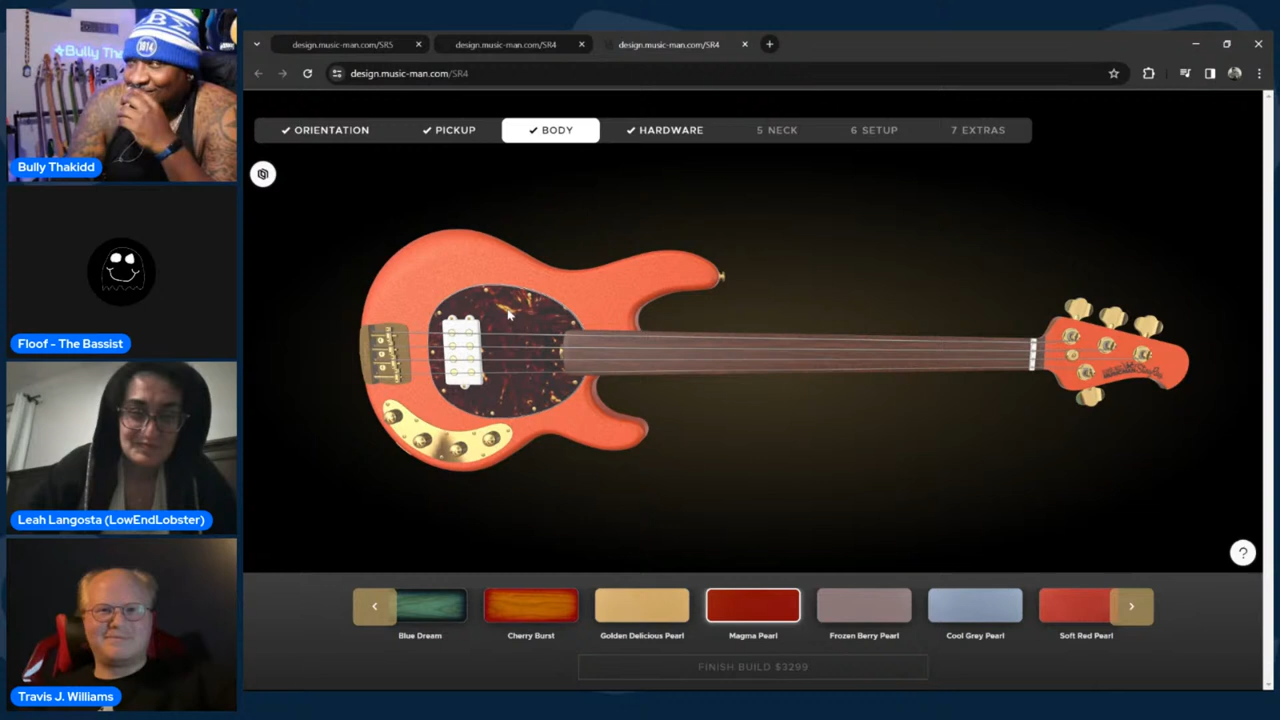 design.music-man.com/SR5
design.music-man.com/SR4
design.music-man.com/SR4
design.music-man.com/SR4
ORIENTATION
PICKUP
BODY
HARDWARE
5 NECK
6 SETUP
7 EXTRAS
1914
Bully Thakidd
Floof - The Bassist
Leah Langosta (LowEndLobster)
Travis J. Williams
Blue Dream
Cherry Burst
Golden Delicious Pearl
Magma Pearl
Frozen Berry Pearl
Cool Grey Pearl
Soft Red Pearl
FINISH BUILD $3299
?